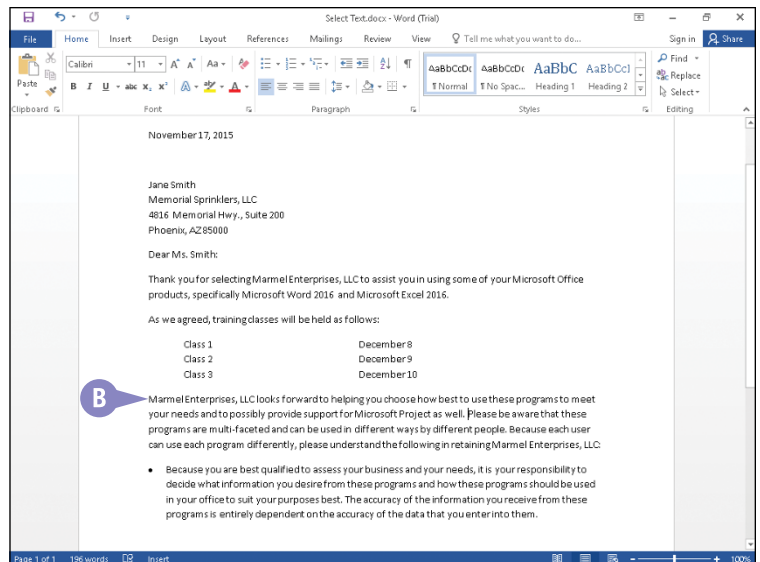 Select Text.docx - Word (Trial)
File Home Insert Design Layout References Mailings Review View Tell me what you want to do... Sign in Share
Calibri 11 A A Aa
Paste
B I U abc X₂ X² A A
AaBbCcDc AaBbCcDc AaBbC AaBbCcI
¶ Normal ¶ No Spac... Heading 1 Heading 2
Find
Replace
Select
Clipboard Font Paragraph Styles Editing
November 17, 2015
Jane Smith
Memorial Sprinklers, LLC
4816 Memorial Hwy., Suite 200
Phoenix, AZ 85000
Dear Ms. Smith:
Thank you for selecting Marmel Enterprises, LLC to assist you in using some of your Microsoft Office
products, specifically Microsoft Word 2016 and Microsoft Excel 2016.
As we agreed, training classes will be held as follows:
Class 1 December 8
Class 2 December 9
Class 3 December 10
B
Marmel Enterprises, LLC looks forward to helping you choose how best to use these programs to meet
your needs and to possibly provide support for Microsoft Project as well. Please be aware that these
programs are multi-faceted and can be used in different ways by different people. Because each user
can use each program differently, please understand the following in retaining Marmel Enterprises, LLC:
• Because you are best qualified to assess your business and your needs, it is your responsibility to
decide what information you desire from these programs and how these programs should be used
in your office to suit your purposes best. The accuracy of the information you receive from these
programs is entirely dependent on the accuracy of the data that you enter into them.
Page 1 of 1 196 words Insert 100%